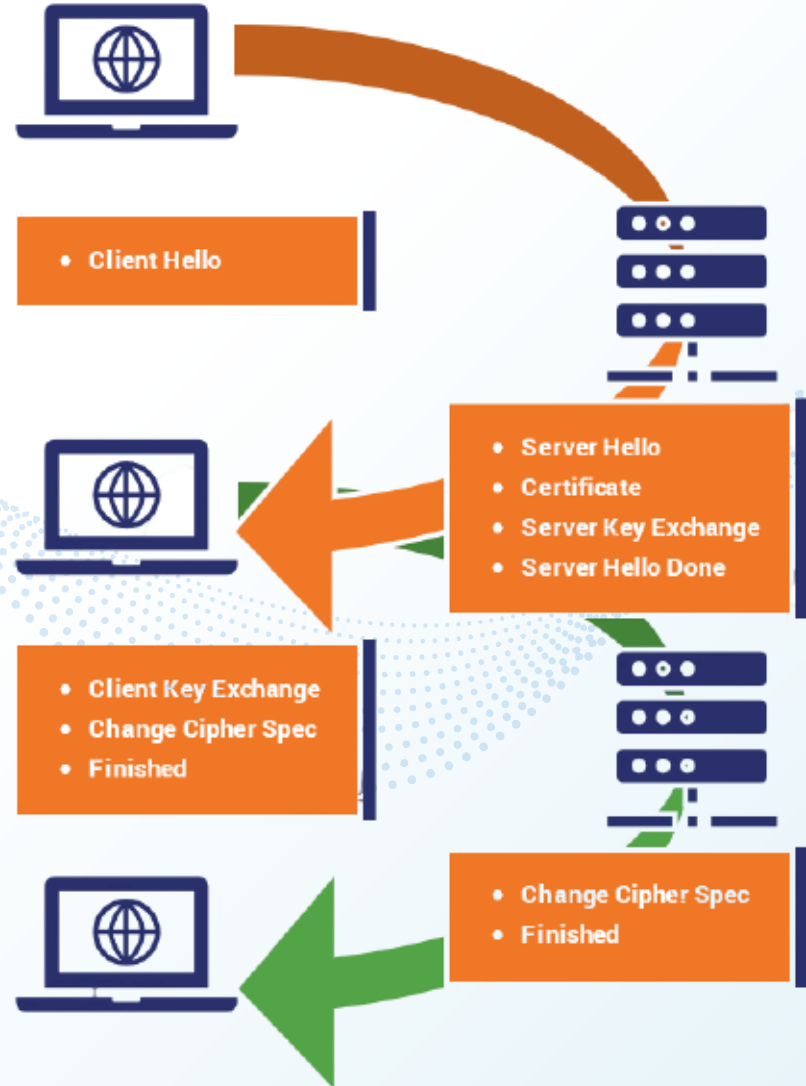 • Client Hello
• Server Hello
• Certificate
• Server Key Exchange
• Server Hello Done
• Client Key Exchange
• Change Cipher Spec
• Finished
• Change Cipher Spec
• Finished